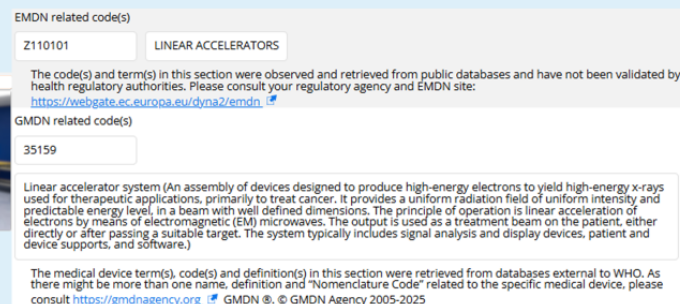 EMDN related code(s)
Z110101 LINEAR ACCELERATORS
The code(s) and term(s) in this section were observed and retrieved from public databases and have not been validated by
health regulatory authorities. Please consult your regulatory agency and EMDN site:
https://webgate.ec.europa.eu/dyna2/emdn
GMDN related code(s)
35159
Linear accelerator system (An assembly of devices designed to produce high-energy electrons to yield high-energy x-rays
used for therapeutic applications, primarily to treat cancer. It provides a uniform radiation field of uniform intensity and
predictable energy level, in a beam with well defined dimensions. The principle of operation is linear acceleration of
electrons by means of electromagnetic (EM) microwaves. The output is used as a treatment beam on the patient, either
directly or after passing a suitable target. The system typically includes signal analysis and display devices, patient and
device supports, and software.)
The medical device term(s), code(s) and definition(s) in this section were retrieved from databases external to WHO. As
there might be more than one name, definition and “Nomenclature Code” related to the specific medical device, please
consult https://gmdnagency.org GMDN ®, © GMDN Agency 2005-2025